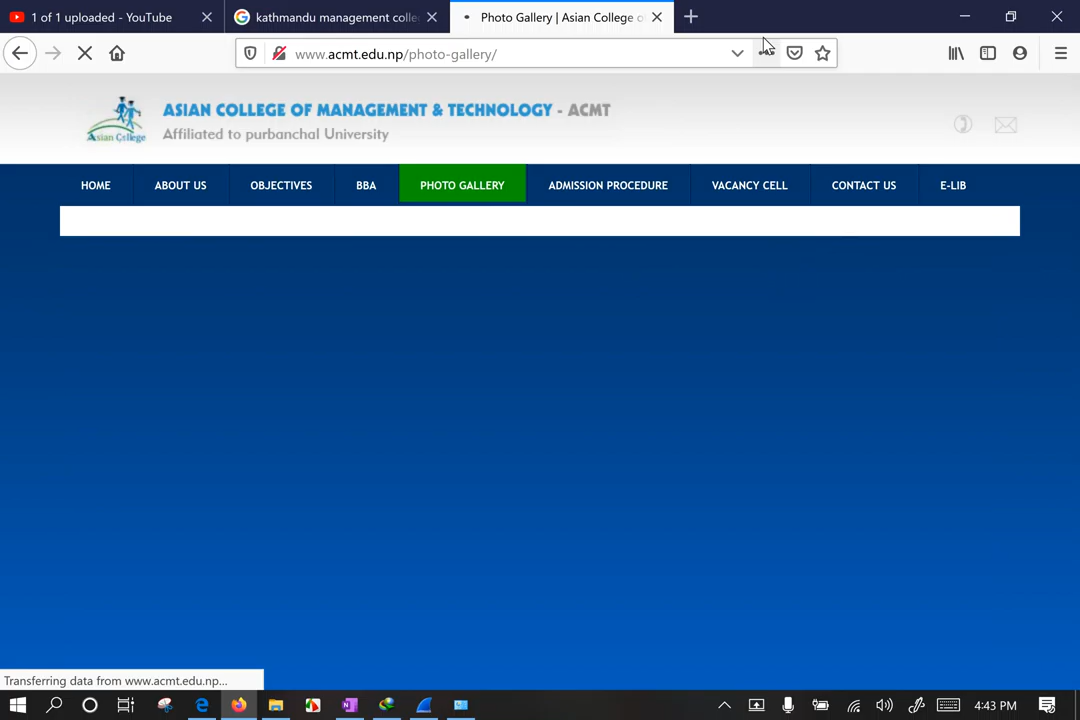 1 of 1 uploaded - YouTube
kathmandu management colle
Photo Gallery | Asian College o
www.acmt.edu.np/photo-gallery/
Asian College
ASIAN COLLEGE OF MANAGEMENT & TECHNOLOGY - ACMT
Affiliated to purbanchal University
HOME
ABOUT US
OBJECTIVES
BBA
PHOTO GALLERY
ADMISSION PROCEDURE
VACANCY CELL
CONTACT US
E-LIB
Transferring data from www.acmt.edu.np...
4:43 PM